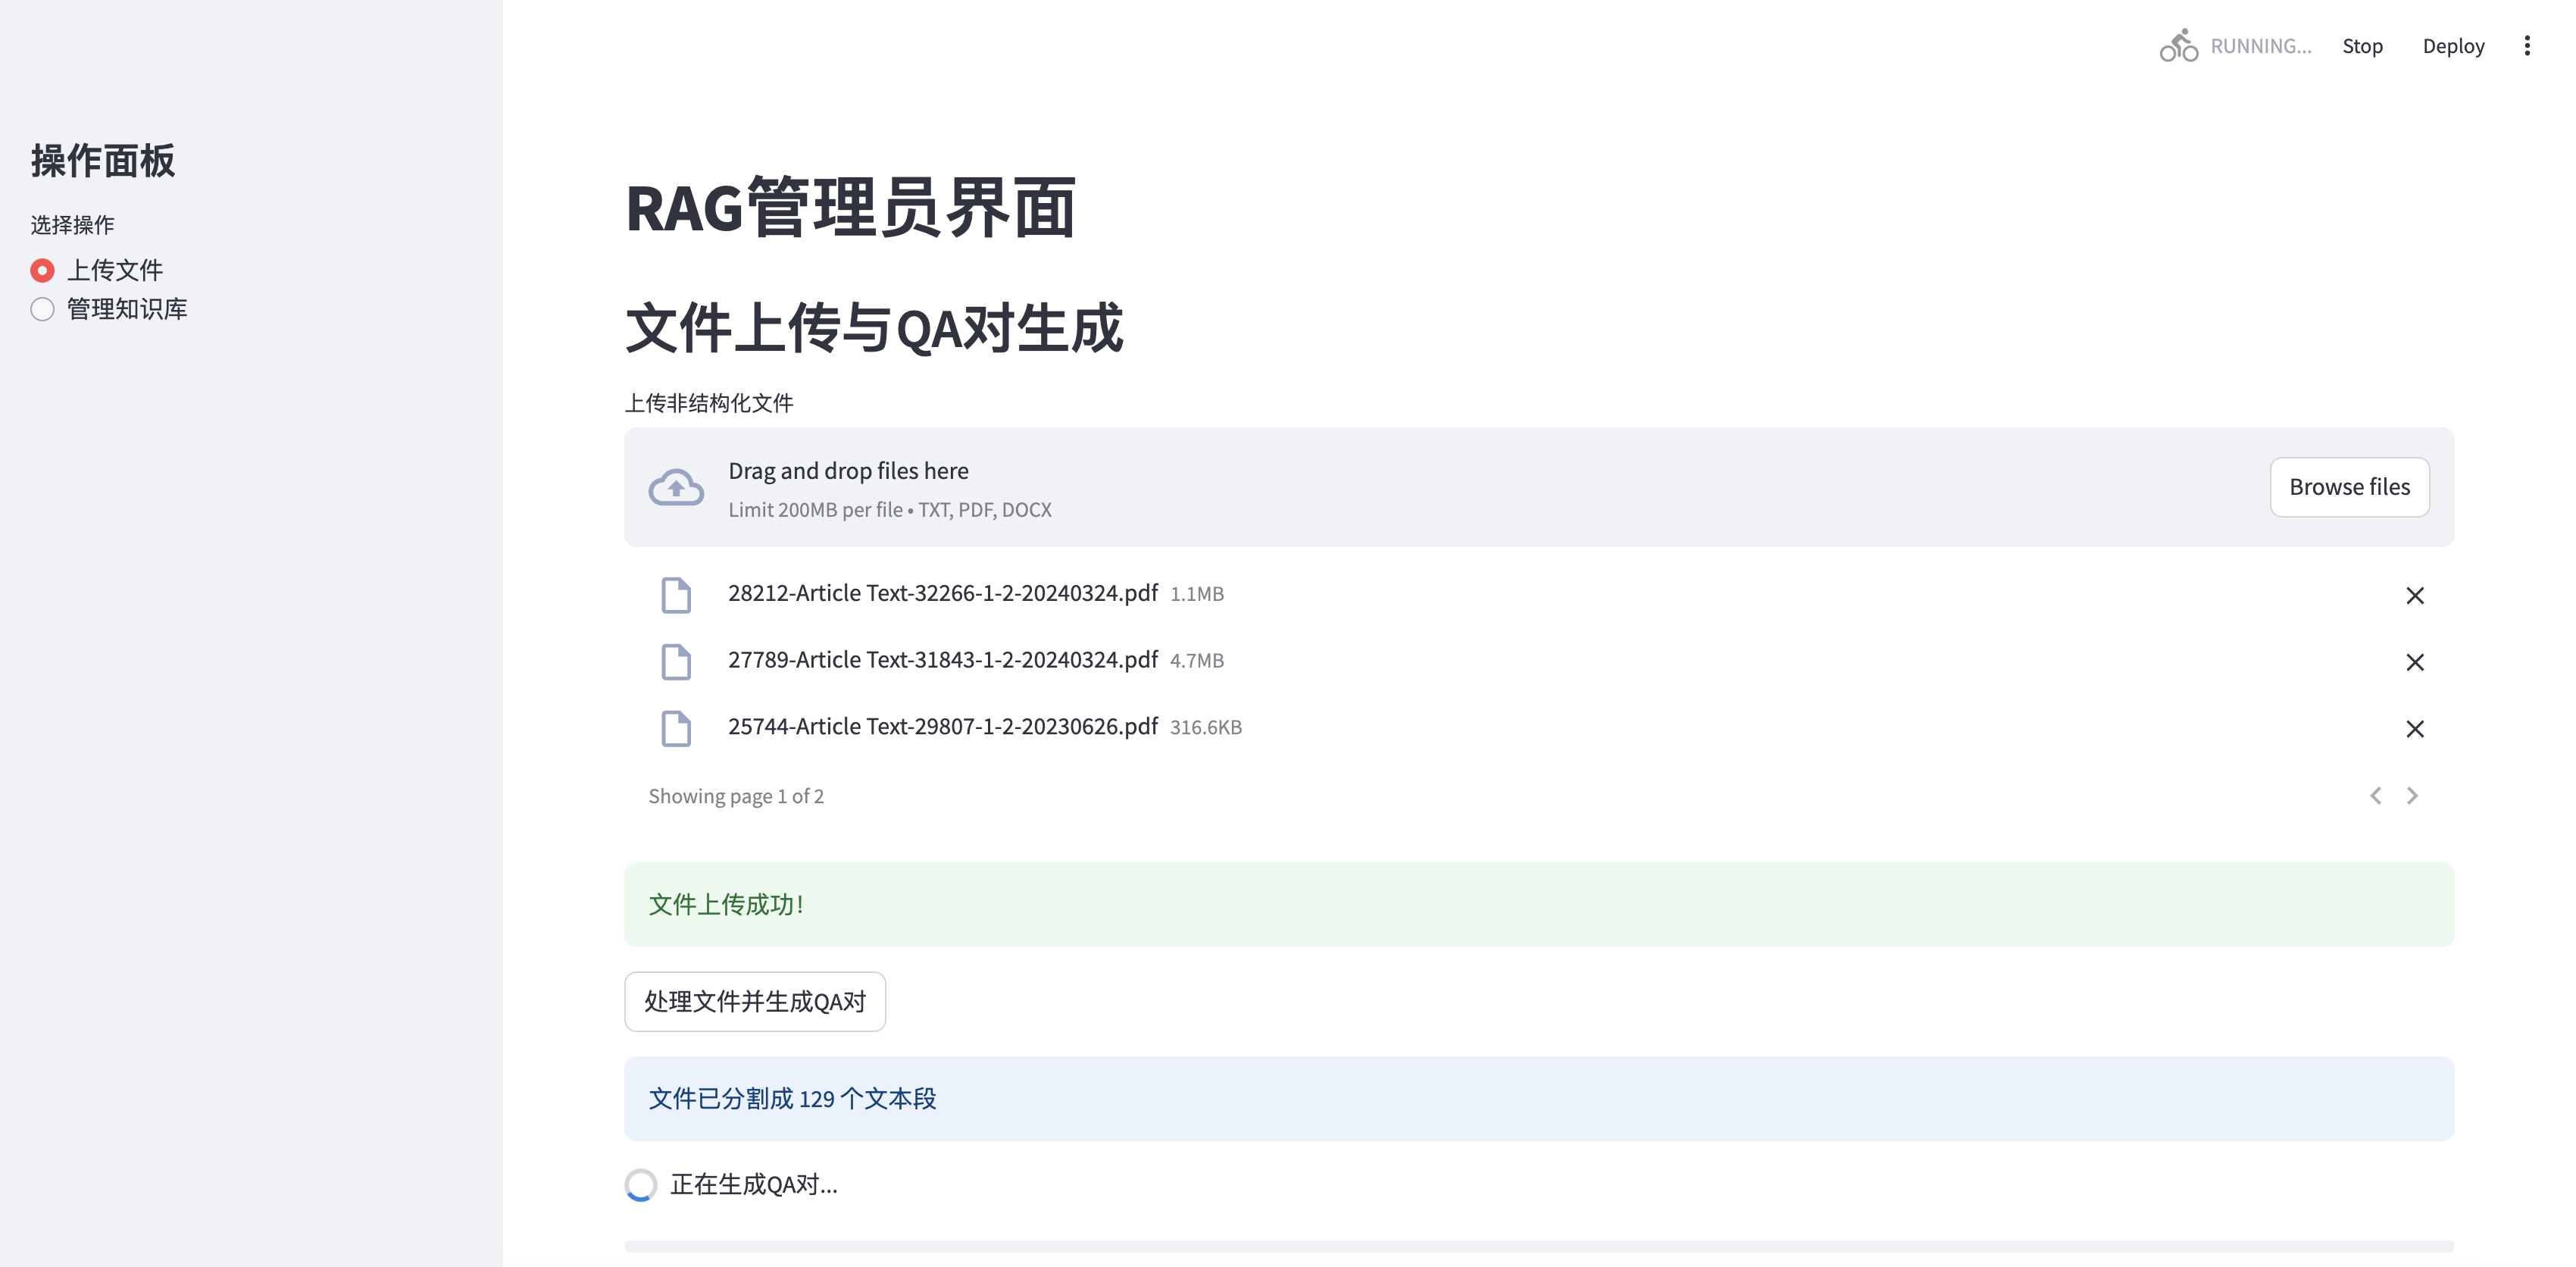 RUNNING...
Stop
Deploy
操作面板
选择操作
上传文件
管理知识库
RAG管理员界面
文件上传与QA对生成
上传非结构化文件
Drag and drop files here
Limit 200MB per file • TXT, PDF, DOCX
Browse files
28212-Article Text-32266-1-2-20240324.pdf 1.1MB
27789-Article Text-31843-1-2-20240324.pdf 4.7MB
25744-Article Text-29807-1-2-20230626.pdf 316.6KB
Showing page 1 of 2
文件上传成功！
处理文件并生成QA对
文件已分割成 129 个文本段
正在生成QA对...